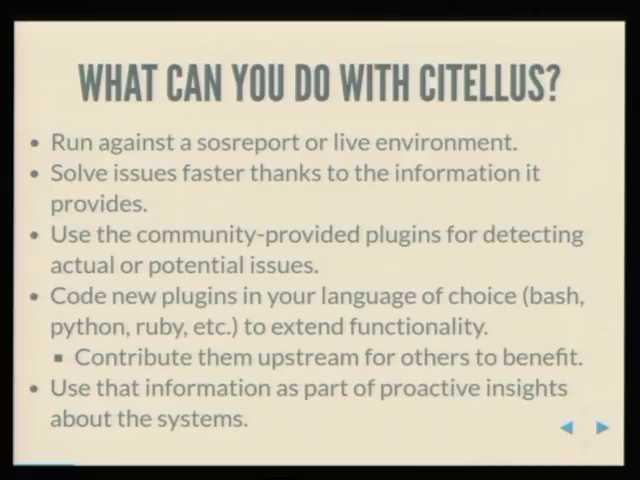 WHAT CAN YOU DO WITH CITELLUS?
• Run against a sosreport or live environment.
• Solve issues faster thanks to the information it
provides.
• Use the community-provided plugins for detecting
actual or potential issues.
• Code new plugins in your language of choice (bash,
python, ruby, etc.) to extend functionality.
▪ Contribute them upstream for others to benefit.
• Use that information as part of proactive insights
about the systems.